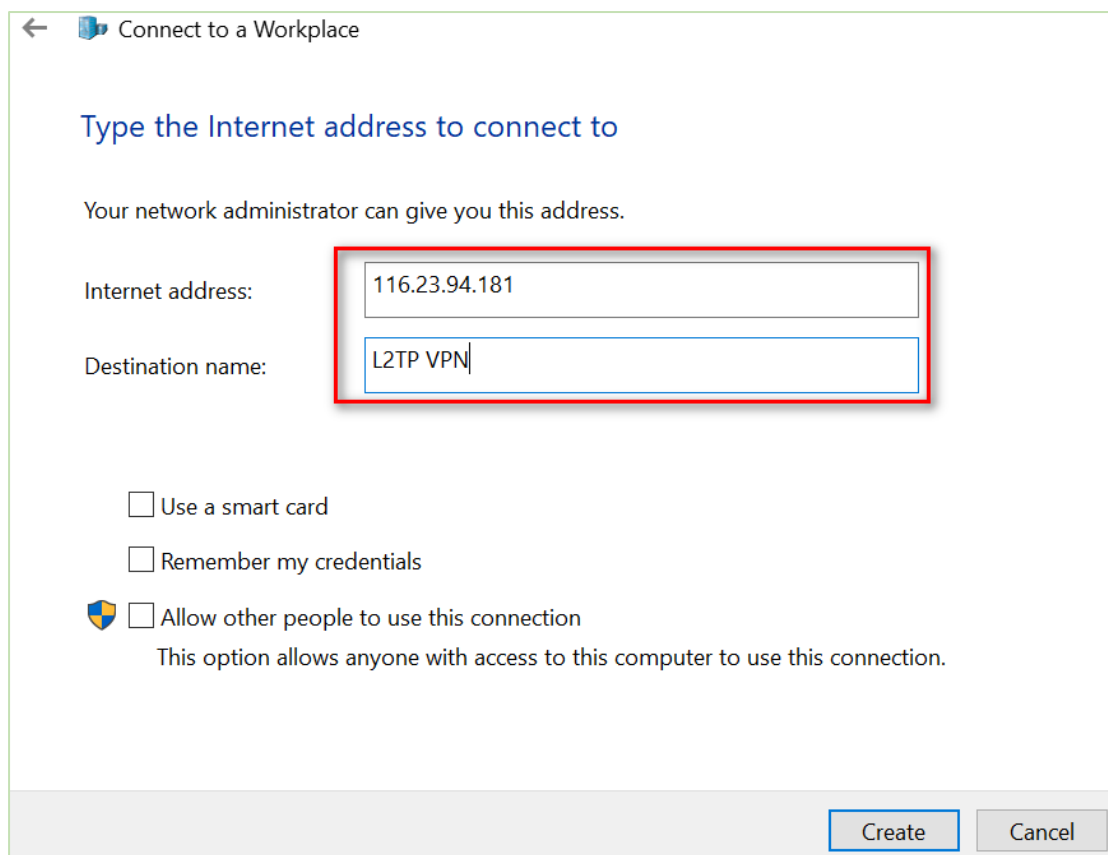 Connect to a Workplace
Type the Internet address to connect to
Your network administrator can give you this address.
Internet address:
116.23.94.181
Destination name:
L2TP VPN
Use a smart card
Remember my credentials
Allow other people to use this connection
This option allows anyone with access to this computer to use this connection.
Create
Cancel